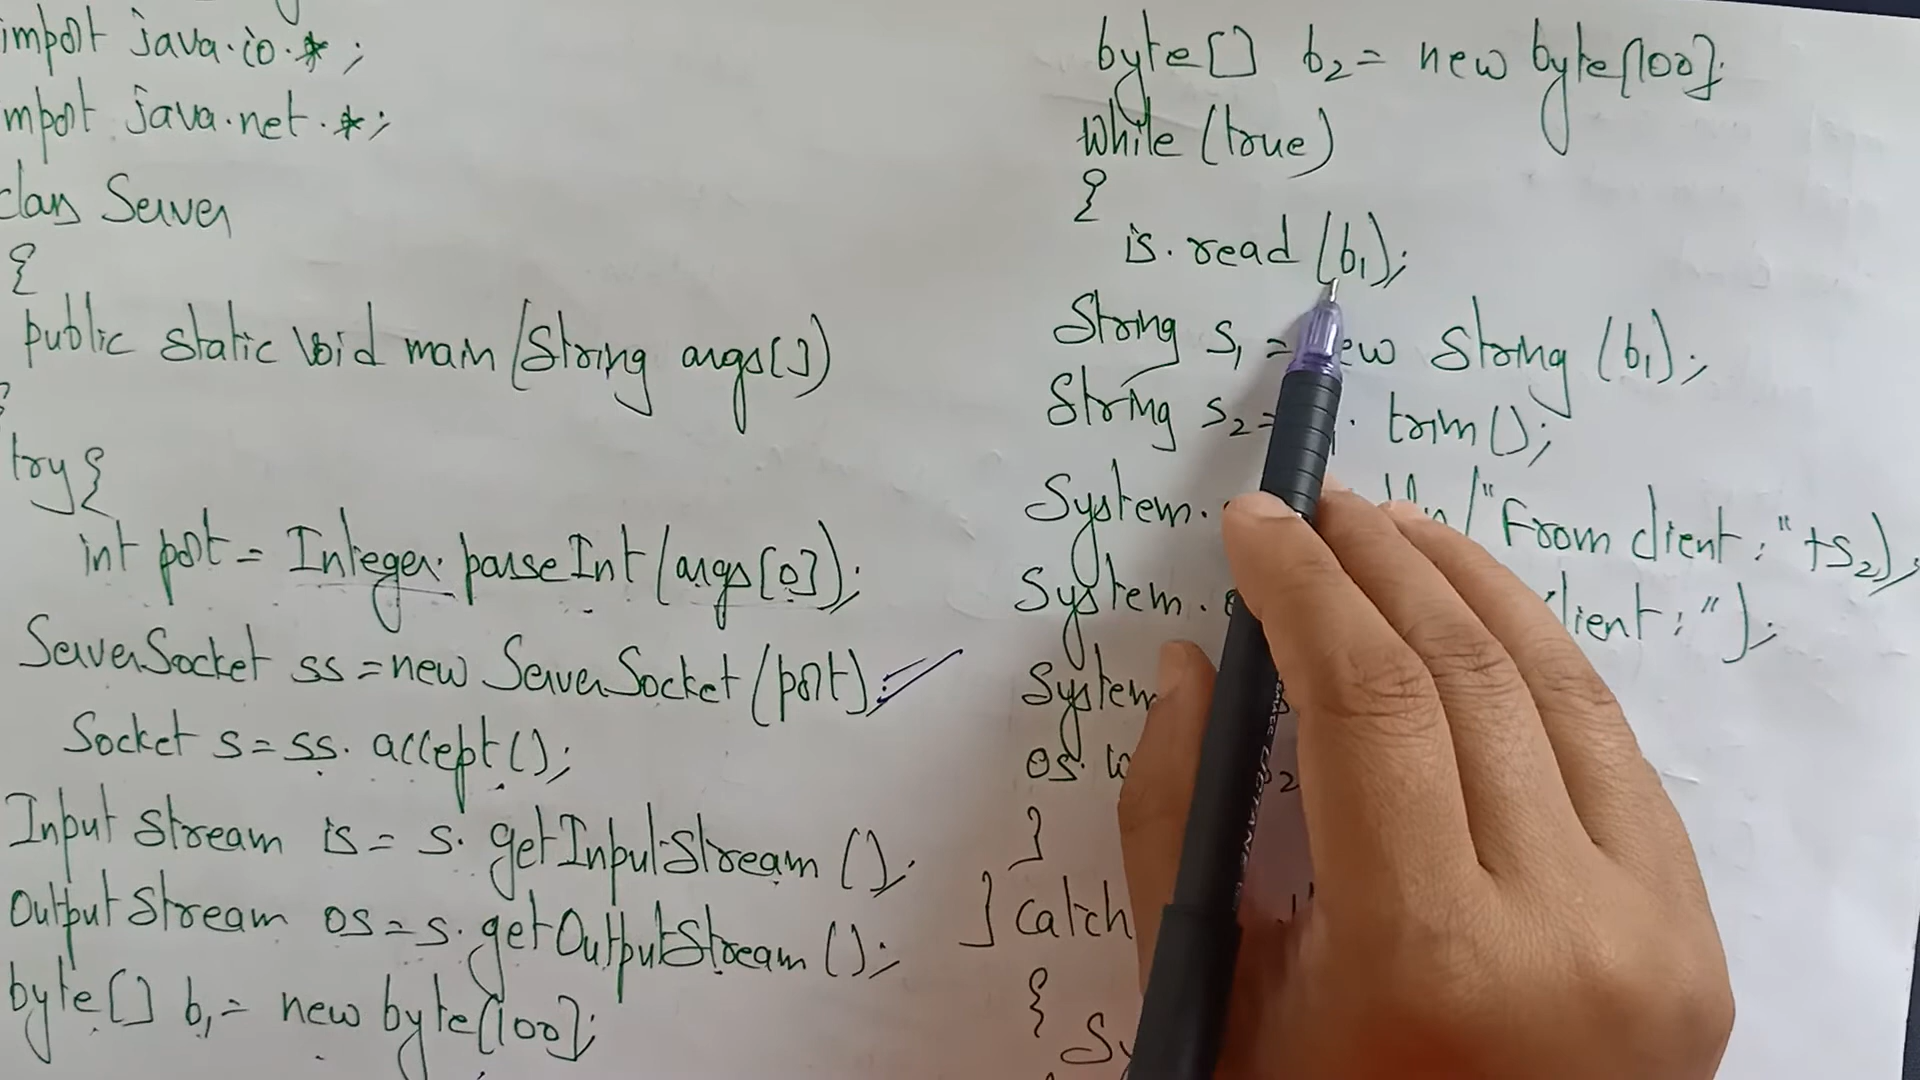 import java.io.*;
import java.net.*;
class Server
{
public static void main(String args[])
try{
int port = Integer.parseInt(args[0]);
ServerSocket ss = new ServerSocket(port);
Socket s = ss.accept();
InputStream is = s.getInputStream();
OutputStream os = s.getOutputStream();
byte[] b1 = new byte[100];
byte[] b2 = new byte[100];
while (true)
{
is.read(b1);
String s1 = new String (b1);
String s2 = . trim();
System. ("From client : "+s2);
System. client : ");
System
os.
}
} catch
{